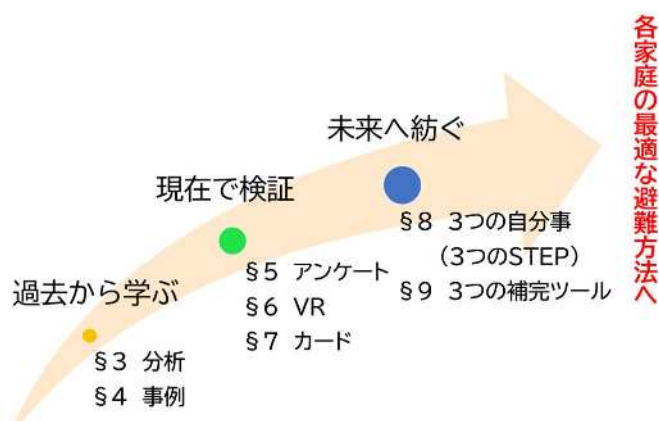 過去から学ぶ
§3 分析
§4 事例
現在で検証
§5 アンケート
§6 VR
§7 カード
未来へ紡ぐ
§8 3つの自分事
(3つのSTEP)
§9 3つの補完ツール
各家庭の最適な避難方法へ